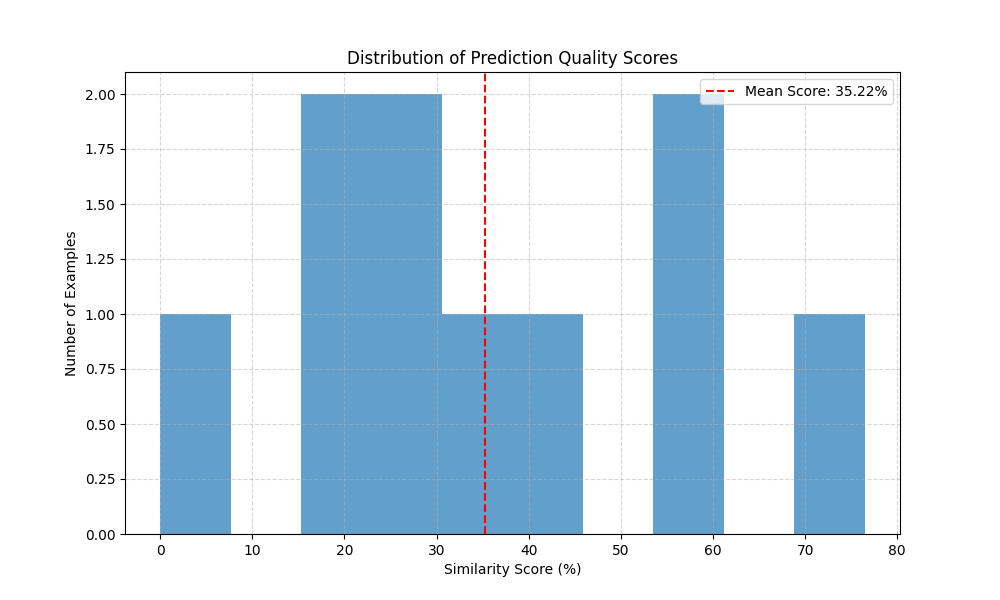 Distribution of Prediction Quality Scores
Mean Score: 35.22%
Number of Examples
2.00
1.75
1.50
1.25
1.00
0.75
0.50
0.25
0.00
0 10 20 30 40 50 60 70 80
Similarity Score (%)